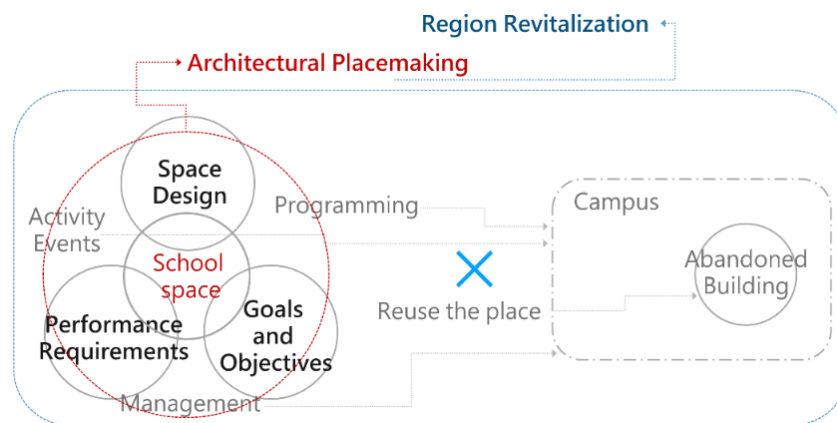 Region Revitalization
Architectural Placemaking
Space
Design
Programming
Campus
Activity
Events
School
space
Abandoned
Building
Reuse the place
Performance
Requirements
Goals
and
Objectives
Management